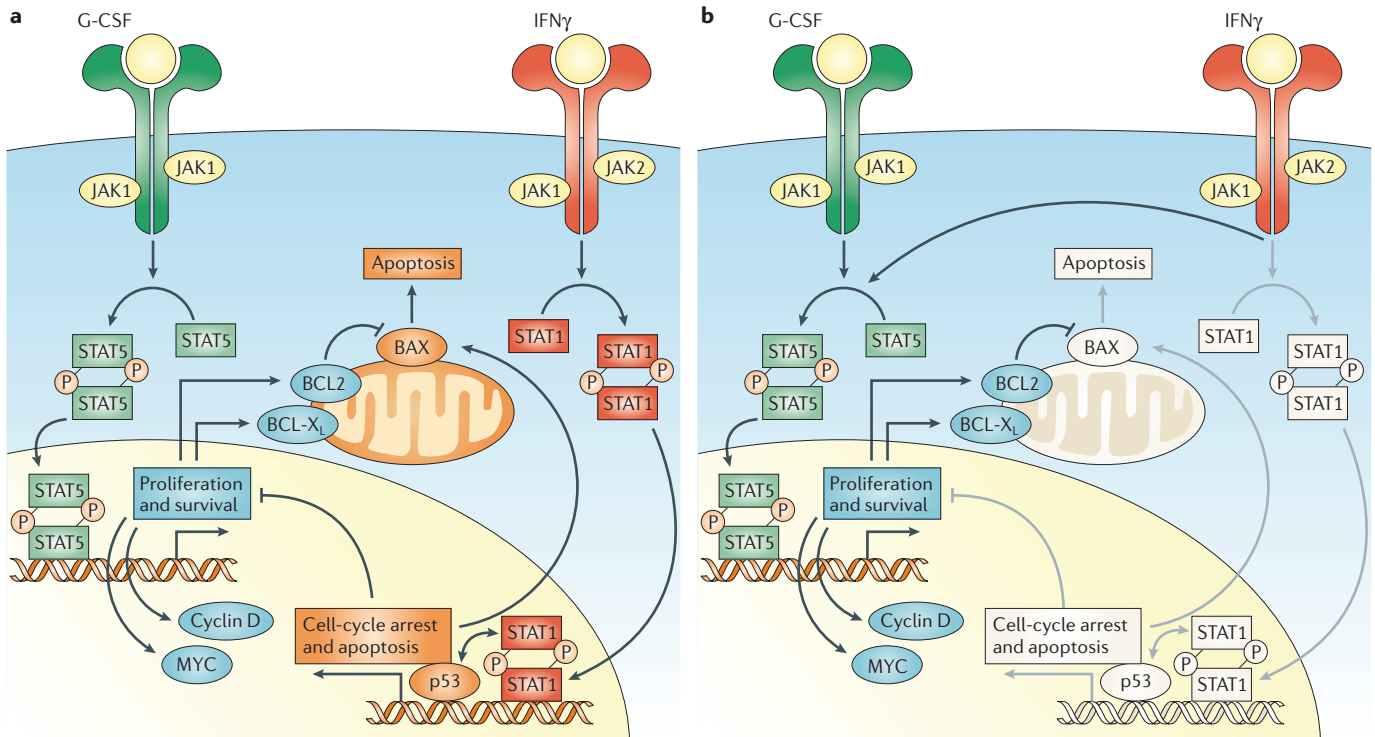 a
G-CSF
IFNγ
JAK1
JAK1
JAK1
JAK2
Apoptosis
STAT5
STAT5
P
P
STAT5
STAT1
STAT1
P
P
STAT1
BAX
BCL2
BCL-XL
STAT5
P
P
STAT5
Proliferation
and survival
Cyclin D
MYC
Cell-cycle arrest
and apoptosis
p53
STAT1
P
P
STAT1
b
G-CSF
IFNγ
JAK1
JAK1
JAK1
JAK2
Apoptosis
STAT5
STAT5
P
P
STAT5
STAT1
STAT1
P
P
STAT1
BAX
BCL2
BCL-XL
STAT5
P
P
STAT5
Proliferation
and survival
Cyclin D
MYC
Cell-cycle arrest
and apoptosis
p53
STAT1
P
P
STAT1